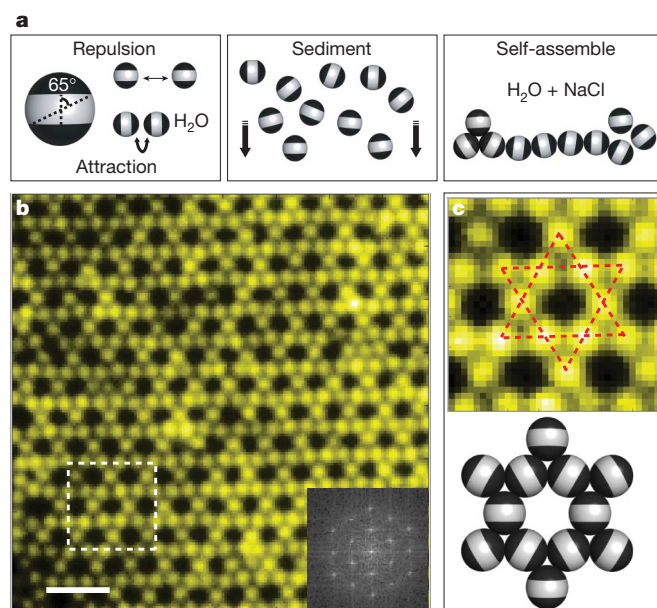 a
Repulsion
65°
H₂O
Attraction
Sediment
Self-assemble
H₂O + NaCl
b
c